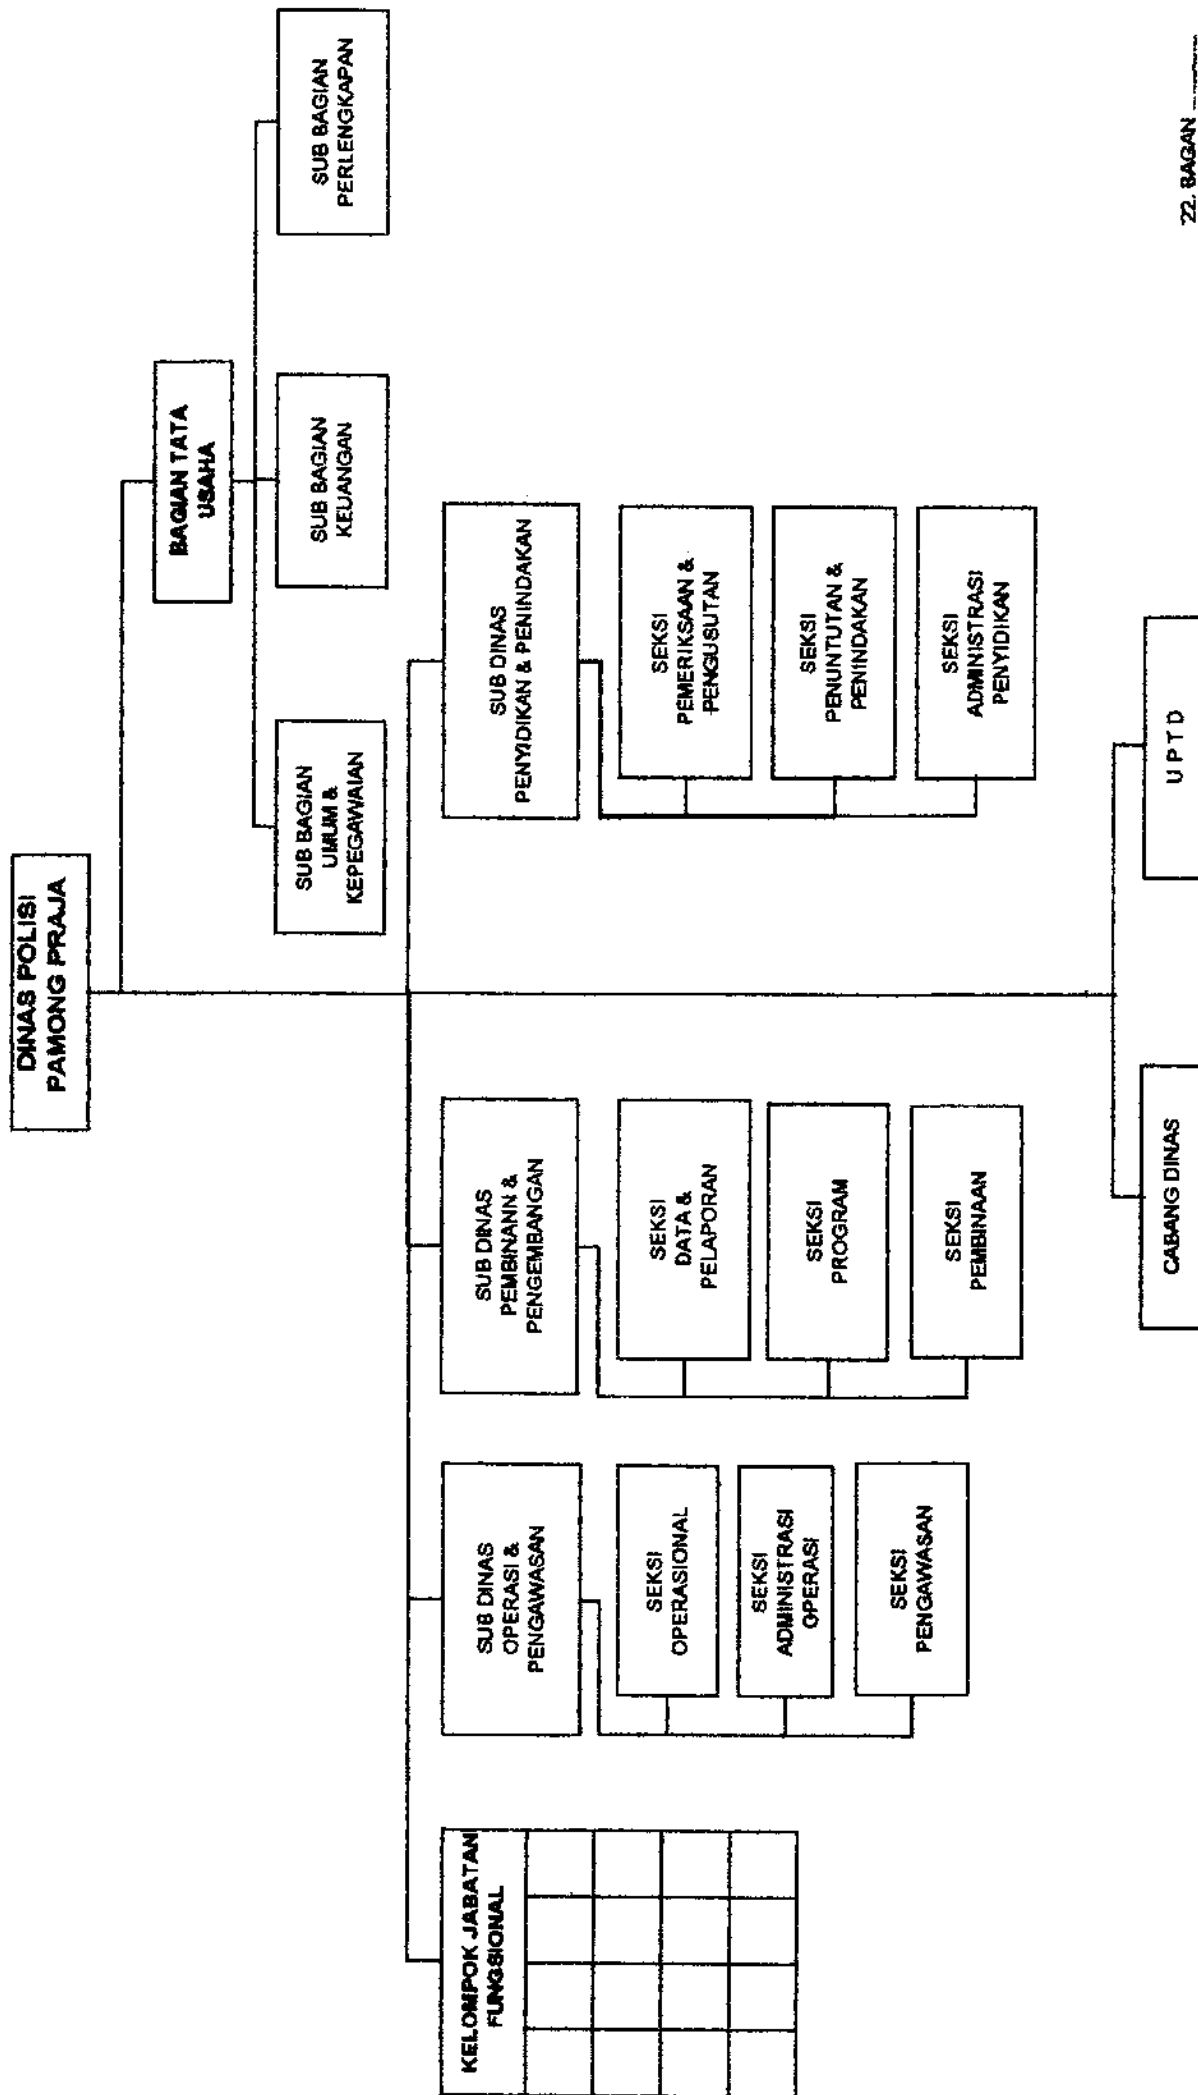 DINAS POLISI
PAMONG PRAJA
BAGIAN TATA
USAHA
SUB BAGIAN
UMUM &
KEPEGAWAIAN
SUB BAGIAN
KEUANGAN
SUB BAGIAN
PERLENGKAPAN
KELOMPOK JABATAN
FUNGSIONAL
SUB DINAS
OPERASI &
PENGAWASAN
SEKSI
OPERASIONAL
SEKSI
ADMINISTRASI
OPERASI
SEKSI
PENGAWASAN
SUB DINAS
PEMBINANN &
PENGEMBANGAN
SEKSI
DATA &
PELAPORAN
SEKSI
PROGRAM
SEKSI
PEMBINAAN
SUB DINAS
PENYIDIKAN & PENINDAKAN
SEKSI
PEMERIKSAAN &
PENGUSUTAN
SEKSI
PENUNTUTAN &
PENINDAKAN
SEKSI
ADMINISTRASI
PENYIDIKAN
CABANG DINAS
U P T D
22. BAGAN